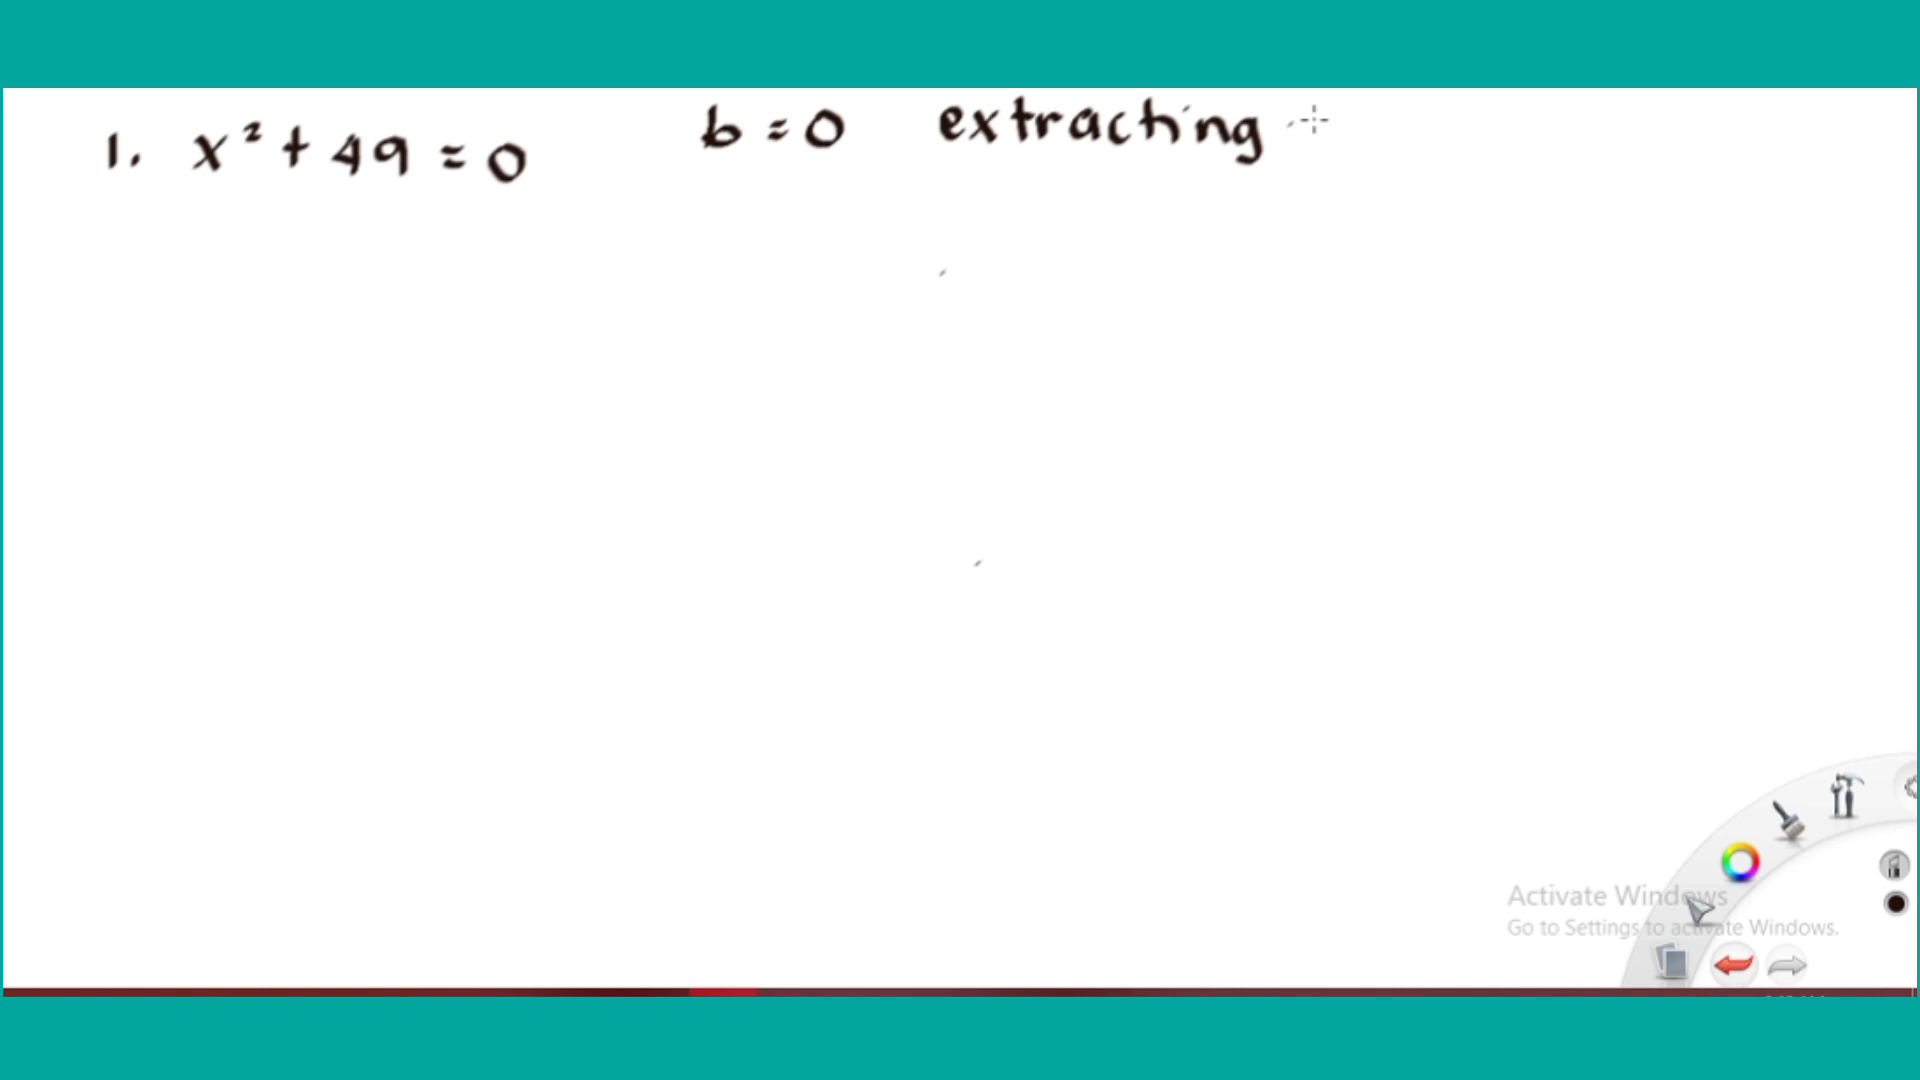 1. x² + 49 = 0 b = 0 extracting
Activate Windows
Go to Settings to activate Windows.